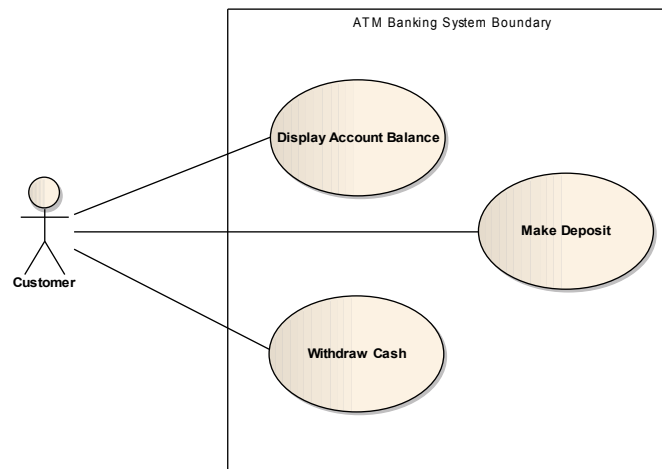 ATM Banking System Boundary
Display Account Balance
Make Deposit
Customer
Withdraw Cash